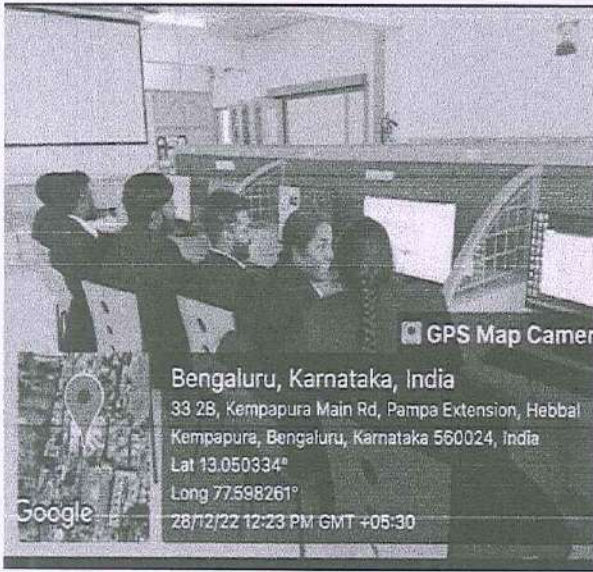 GPS Map Camer
Bengaluru, Karnataka, India
33 2B, Kempapura Main Rd, Pampa Extension, Hebbal
Kempapura, Bengaluru, Karnataka 560024, India
Lat 13.050334°
Long 77.598261°
28/12/22 12:23 PM GMT +05:30
Google